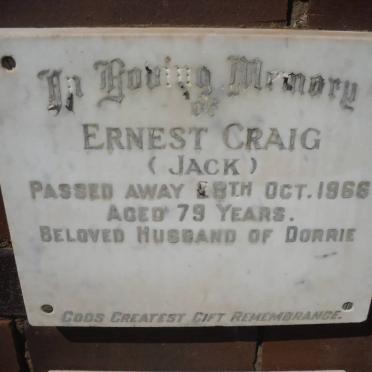 In Loving Memory
of
ERNEST CRAIG
(JACK)
PASSED AWAY 28TH OCT. 1966
AGED 79 YEARS.
BELOVED HUSBAND OF DORRIE
GODS GREATEST GIFT REMEMBRANCE.